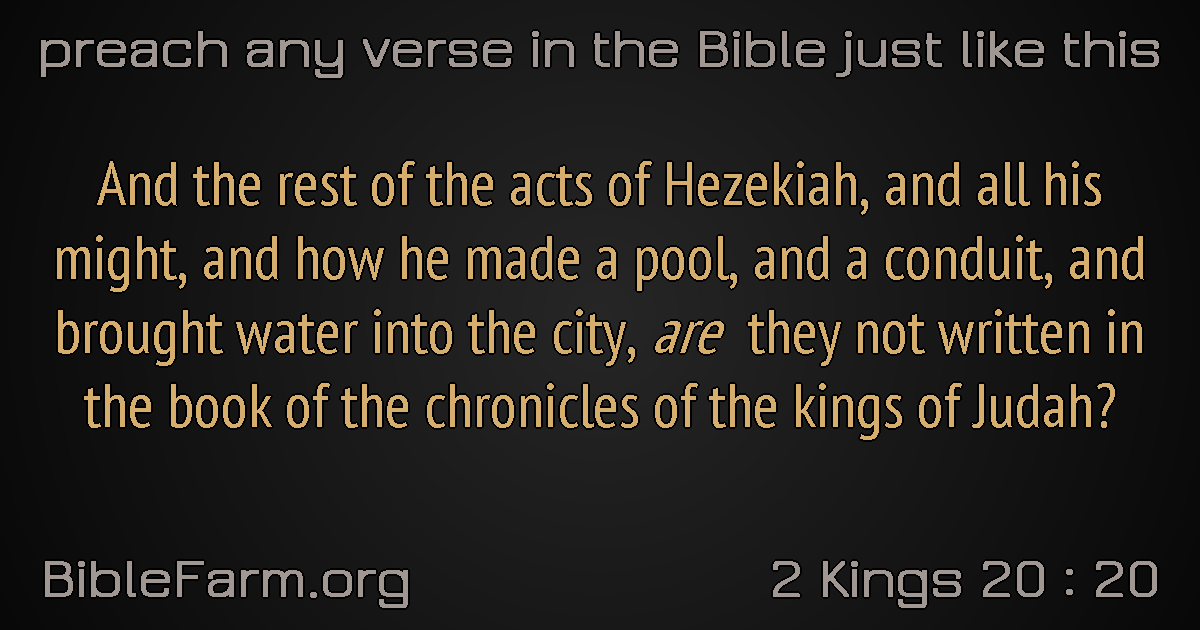 preach any verse in the Bible just like this
And the rest of the acts of Hezekiah, and all his
might, and how he made a pool, and a conduit, and
brought water into the city, are they not written in
the book of the chronicles of the kings of Judah?
BibleFarm.org
2 Kings 20 : 20